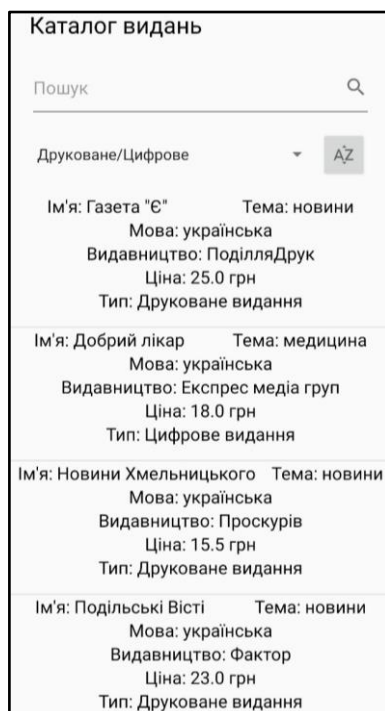 Каталог видань
Пошук
Друковане/Цифрове AZ
Ім'я: Газета "Є" Тема: новини
Мова: українська
Видавництво: ПоділляДрук
Ціна: 25.0 грн
Тип: Друковане видання
Ім'я: Добрий лікар Тема: медицина
Мова: українська
Видавництво: Експрес медіа груп
Ціна: 18.0 грн
Тип: Цифрове видання
Ім'я: Новини Хмельницького Тема: новини
Мова: українська
Видавництво: Проскурів
Ціна: 15.5 грн
Тип: Друковане видання
Ім'я: Подільські Вісті Тема: новини
Мова: українська
Видавництво: Фактор
Ціна: 23.0 грн
Тип: Друковане видання